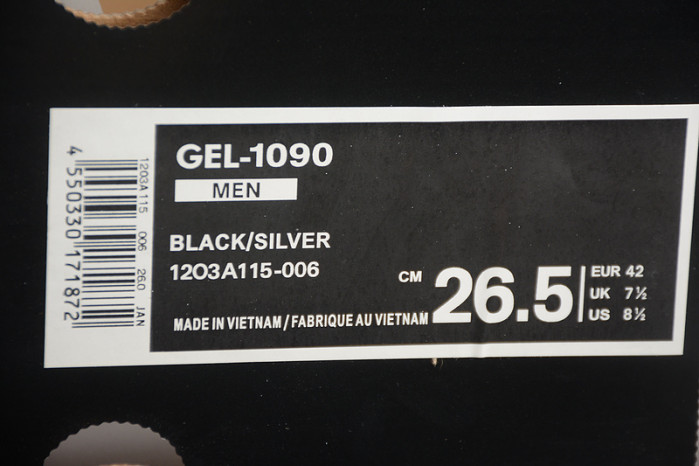 GEL-1090
MEN
BLACK/SILVER
12O3A115-006
MADE IN VIETNAM / FABRIQUE AU VIETNAM
CM 26.5
EUR 42
UK 7½
US 8½
1203A115 006 26.0 JAN
4 550330 171872